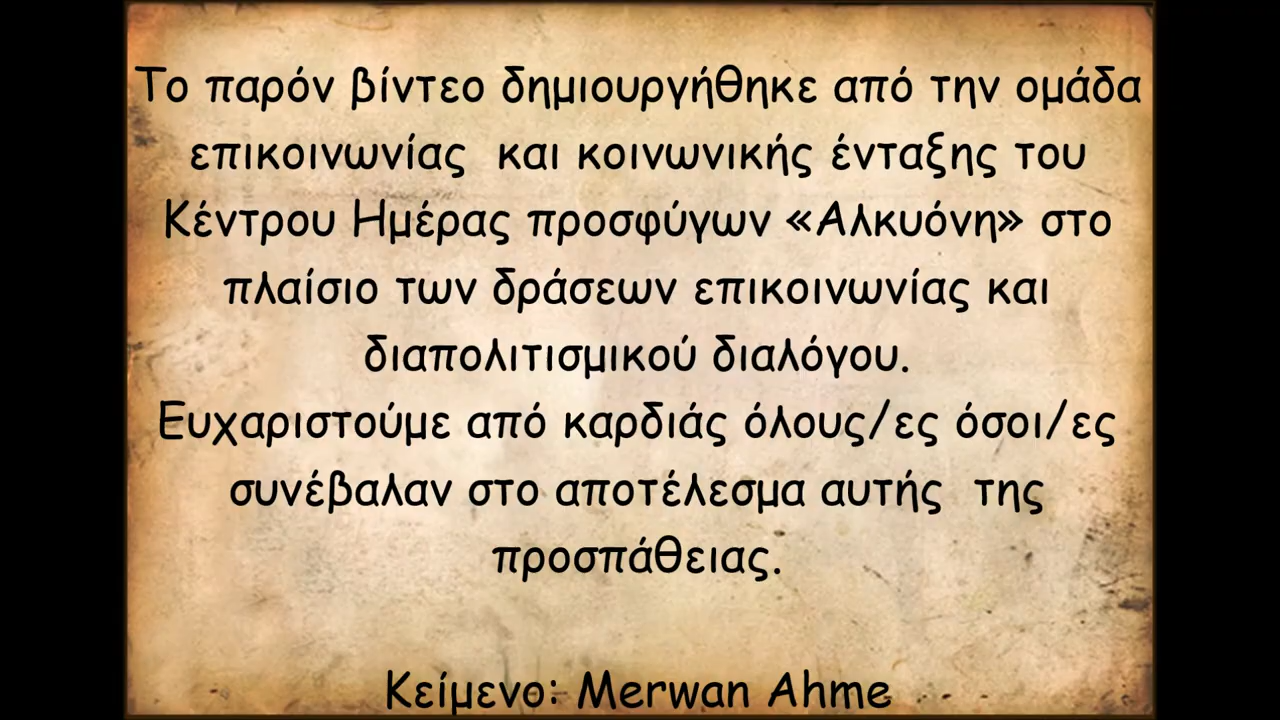 Το παρόν βίντεο δημιουργήθηκε από την ομάδα
επικοινωνίας και κοινωνικής ένταξης του
Κέντρου Ημέρας προσφύγων «Αλκυόνη» στο
πλαίσιο των δράσεων επικοινωνίας και
διαπολιτισμικού διαλόγου.
Ευχαριστούμε από καρδιάς όλους/ες όσοι/ες
συνέβαλαν στο αποτέλεσμα αυτής της
προσπάθειας.
Κείμενο: Merwan Ahme